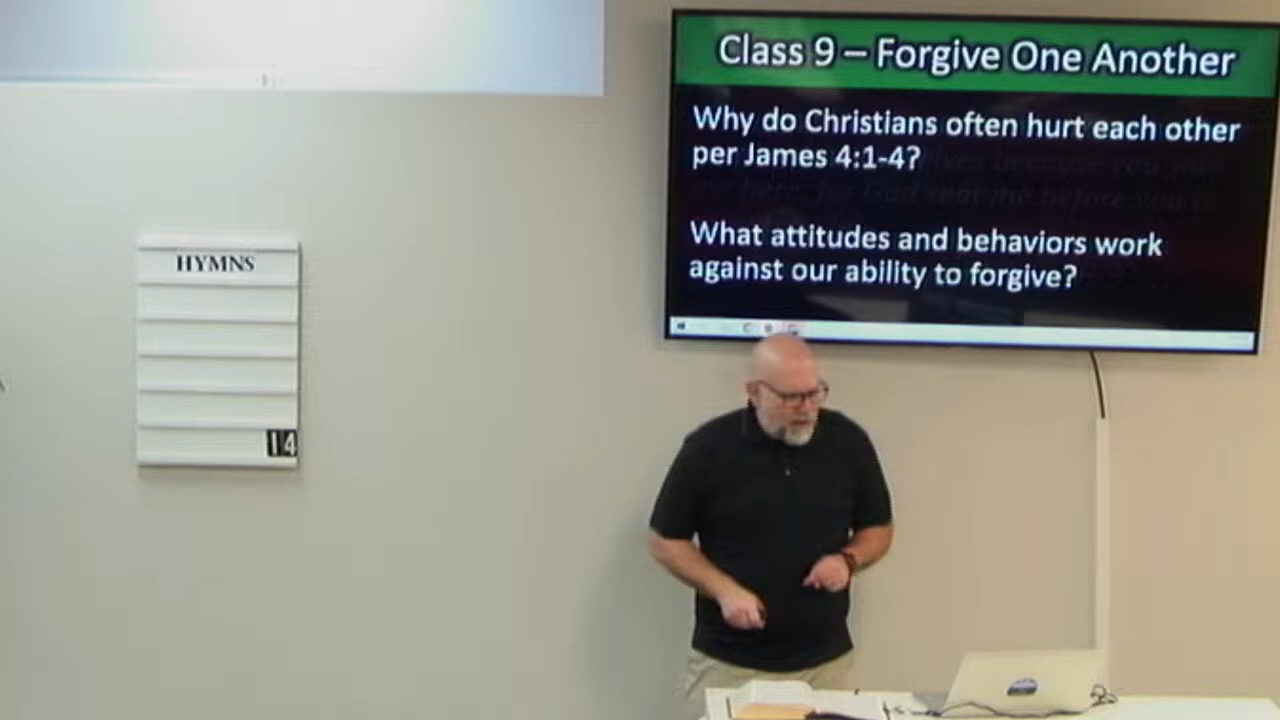 Class 9 – Forgive One Another
Why do Christians often hurt each other
per James 4:1-4?
What attitudes and behaviors work
against our ability to forgive?
HYMNS
14